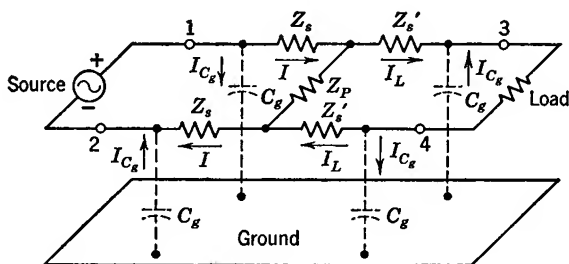 1 Z_s Z_s' 3
+ I_{C_g} I I_L I_{C_g}
Source C_g Z_P C_g Load
− Z_s Z_s'
2 I_{C_g} I I_L 4 I_{C_g}
C_g C_g
Ground